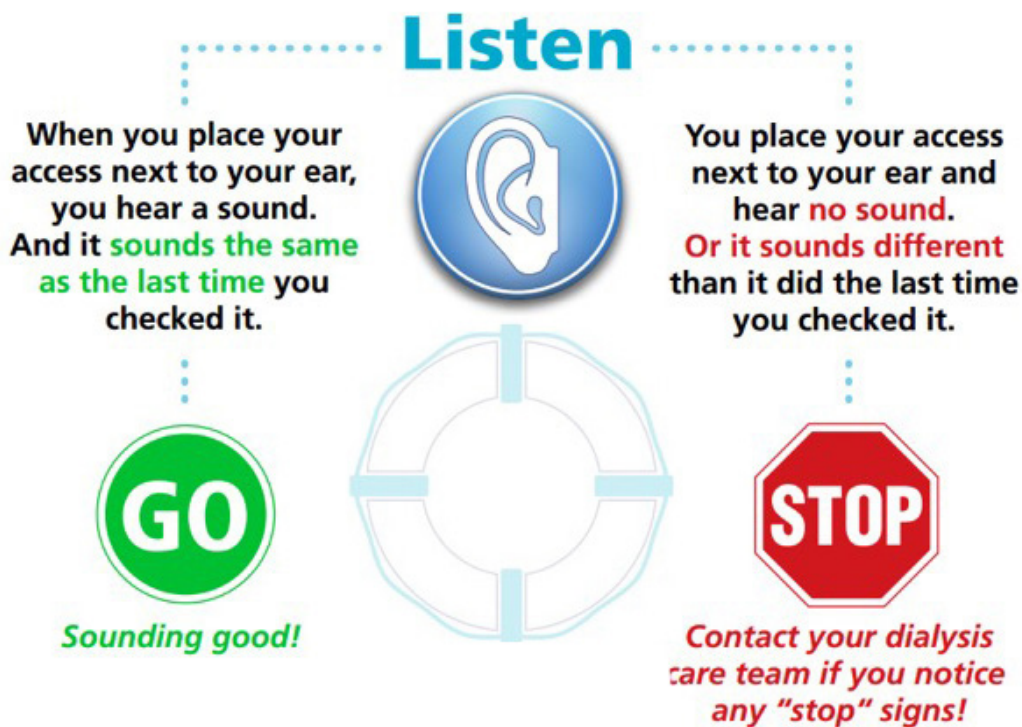 Listen
When you place your
access next to your ear,
you hear a sound.
And it sounds the same
as the last time you
checked it.
GO
Sounding good!
You place your access
next to your ear and
hear no sound.
Or it sounds different
than it did the last time
you checked it.
STOP
Contact your dialysis
care team if you notice
any “stop“ signs!